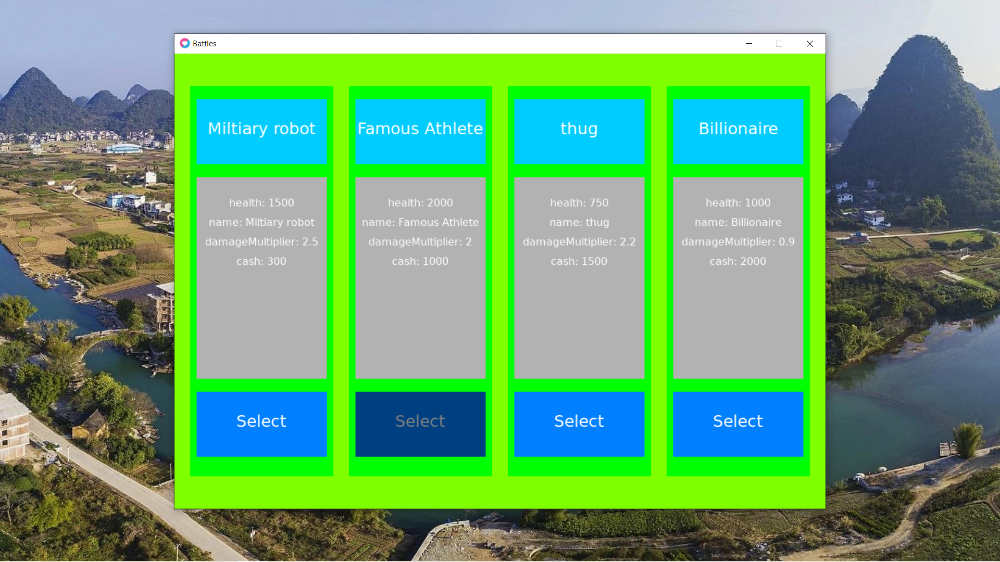 Battles
Miltiary robot
health: 1500
name: Miltiary robot
damageMultiplier: 2.5
cash: 300
Select
Famous Athlete
health: 2000
name: Famous Athlete
damageMultiplier: 2
cash: 1000
Select
thug
health: 750
name: thug
damageMultiplier: 2.2
cash: 1500
Select
Billionaire
health: 1000
name: Billionaire
damageMultiplier: 0.9
cash: 2000
Select